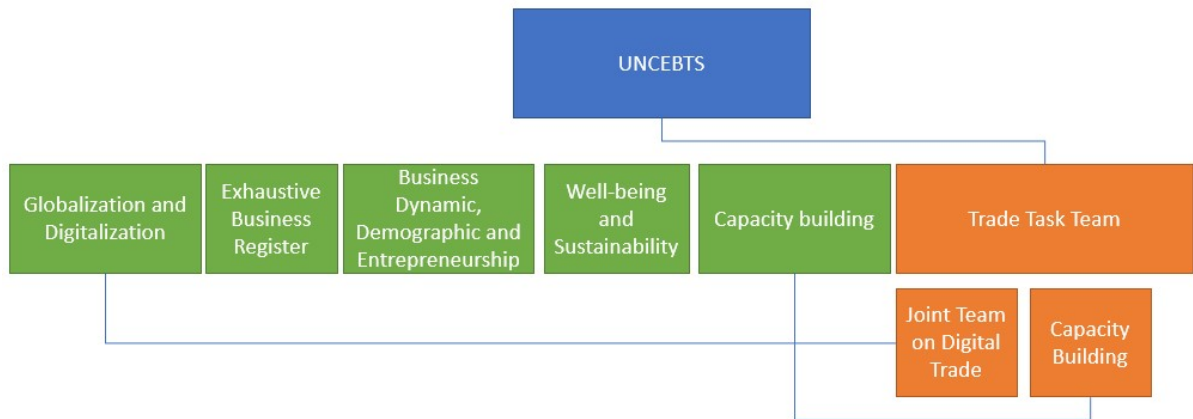 UNCEBTS
Globalization and
Digitalization
Exhaustive
Business
Register
Business
Dynamic,
Demographic and
Entrepreneurship
Well-being
and
Sustainability
Capacity building
Trade Task Team
Joint Team
on Digital
Trade
Capacity
Building